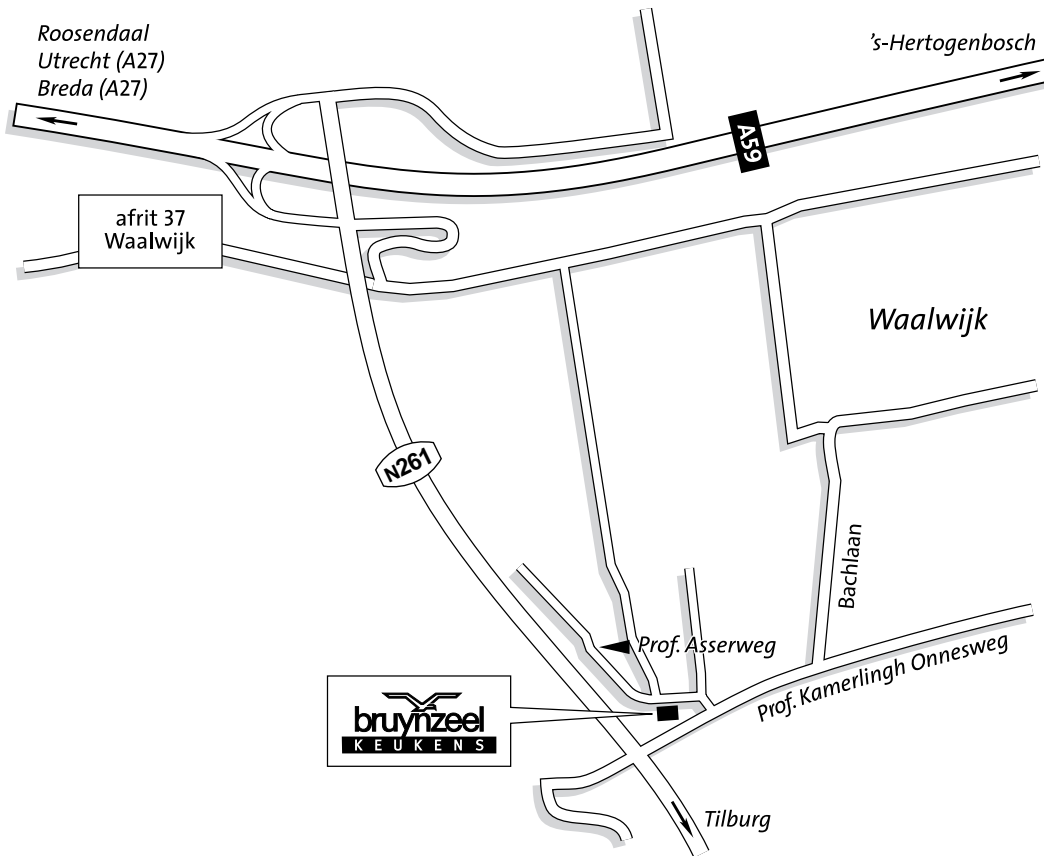 Roosendaal
Utrecht (A27)
Breda (A27)
's-Hertogenbosch
A59
afrit 37
Waalwijk
Waalwijk
N261
Bachlaan
Prof. Asserweg
Prof. Kamerlingh Onnesweg
bruynzeel
KEUKENS
Tilburg